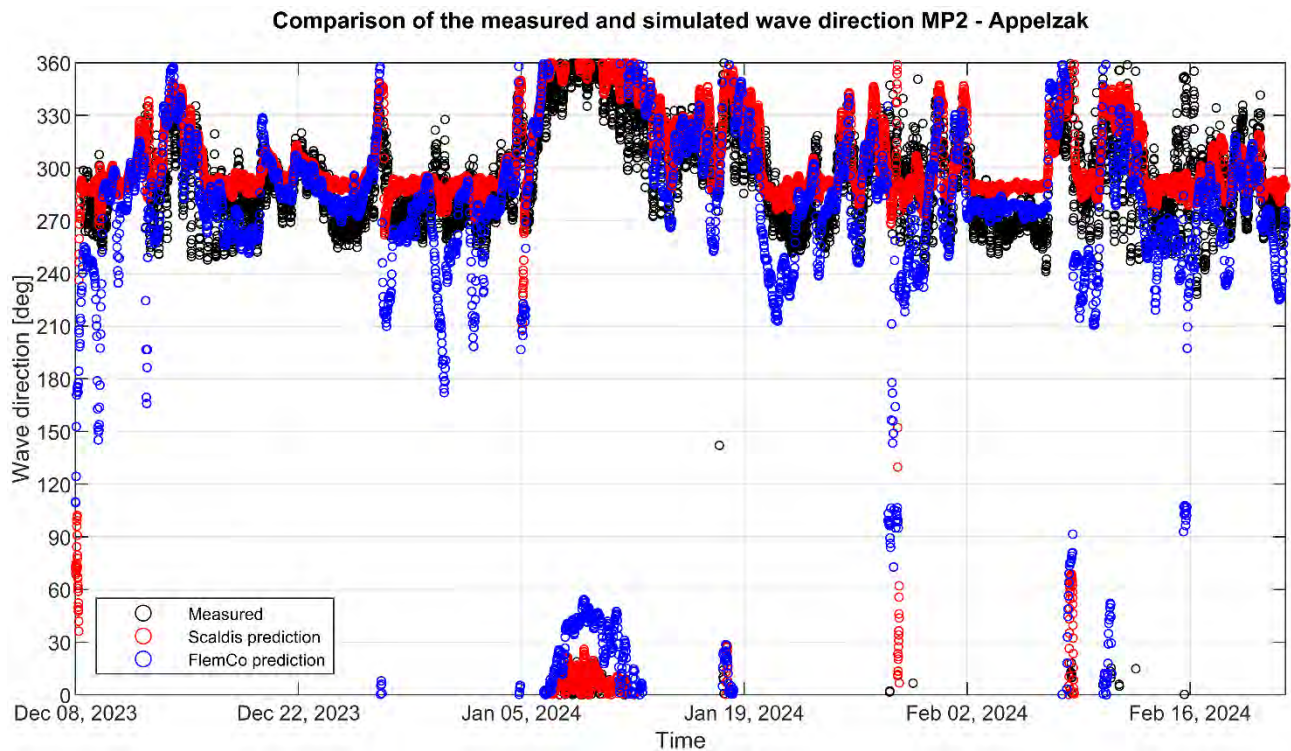 Comparison of the measured and simulated wave direction MP2 - Appelzak
Wave direction [deg]
360
330
300
270
240
210
180
150
120
90
60
30
0
Measured
Scaldis prediction
FlemCo prediction
Dec 08, 2023
Dec 22, 2023
Jan 05, 2024
Jan 19, 2024
Feb 02, 2024
Feb 16, 2024
Time